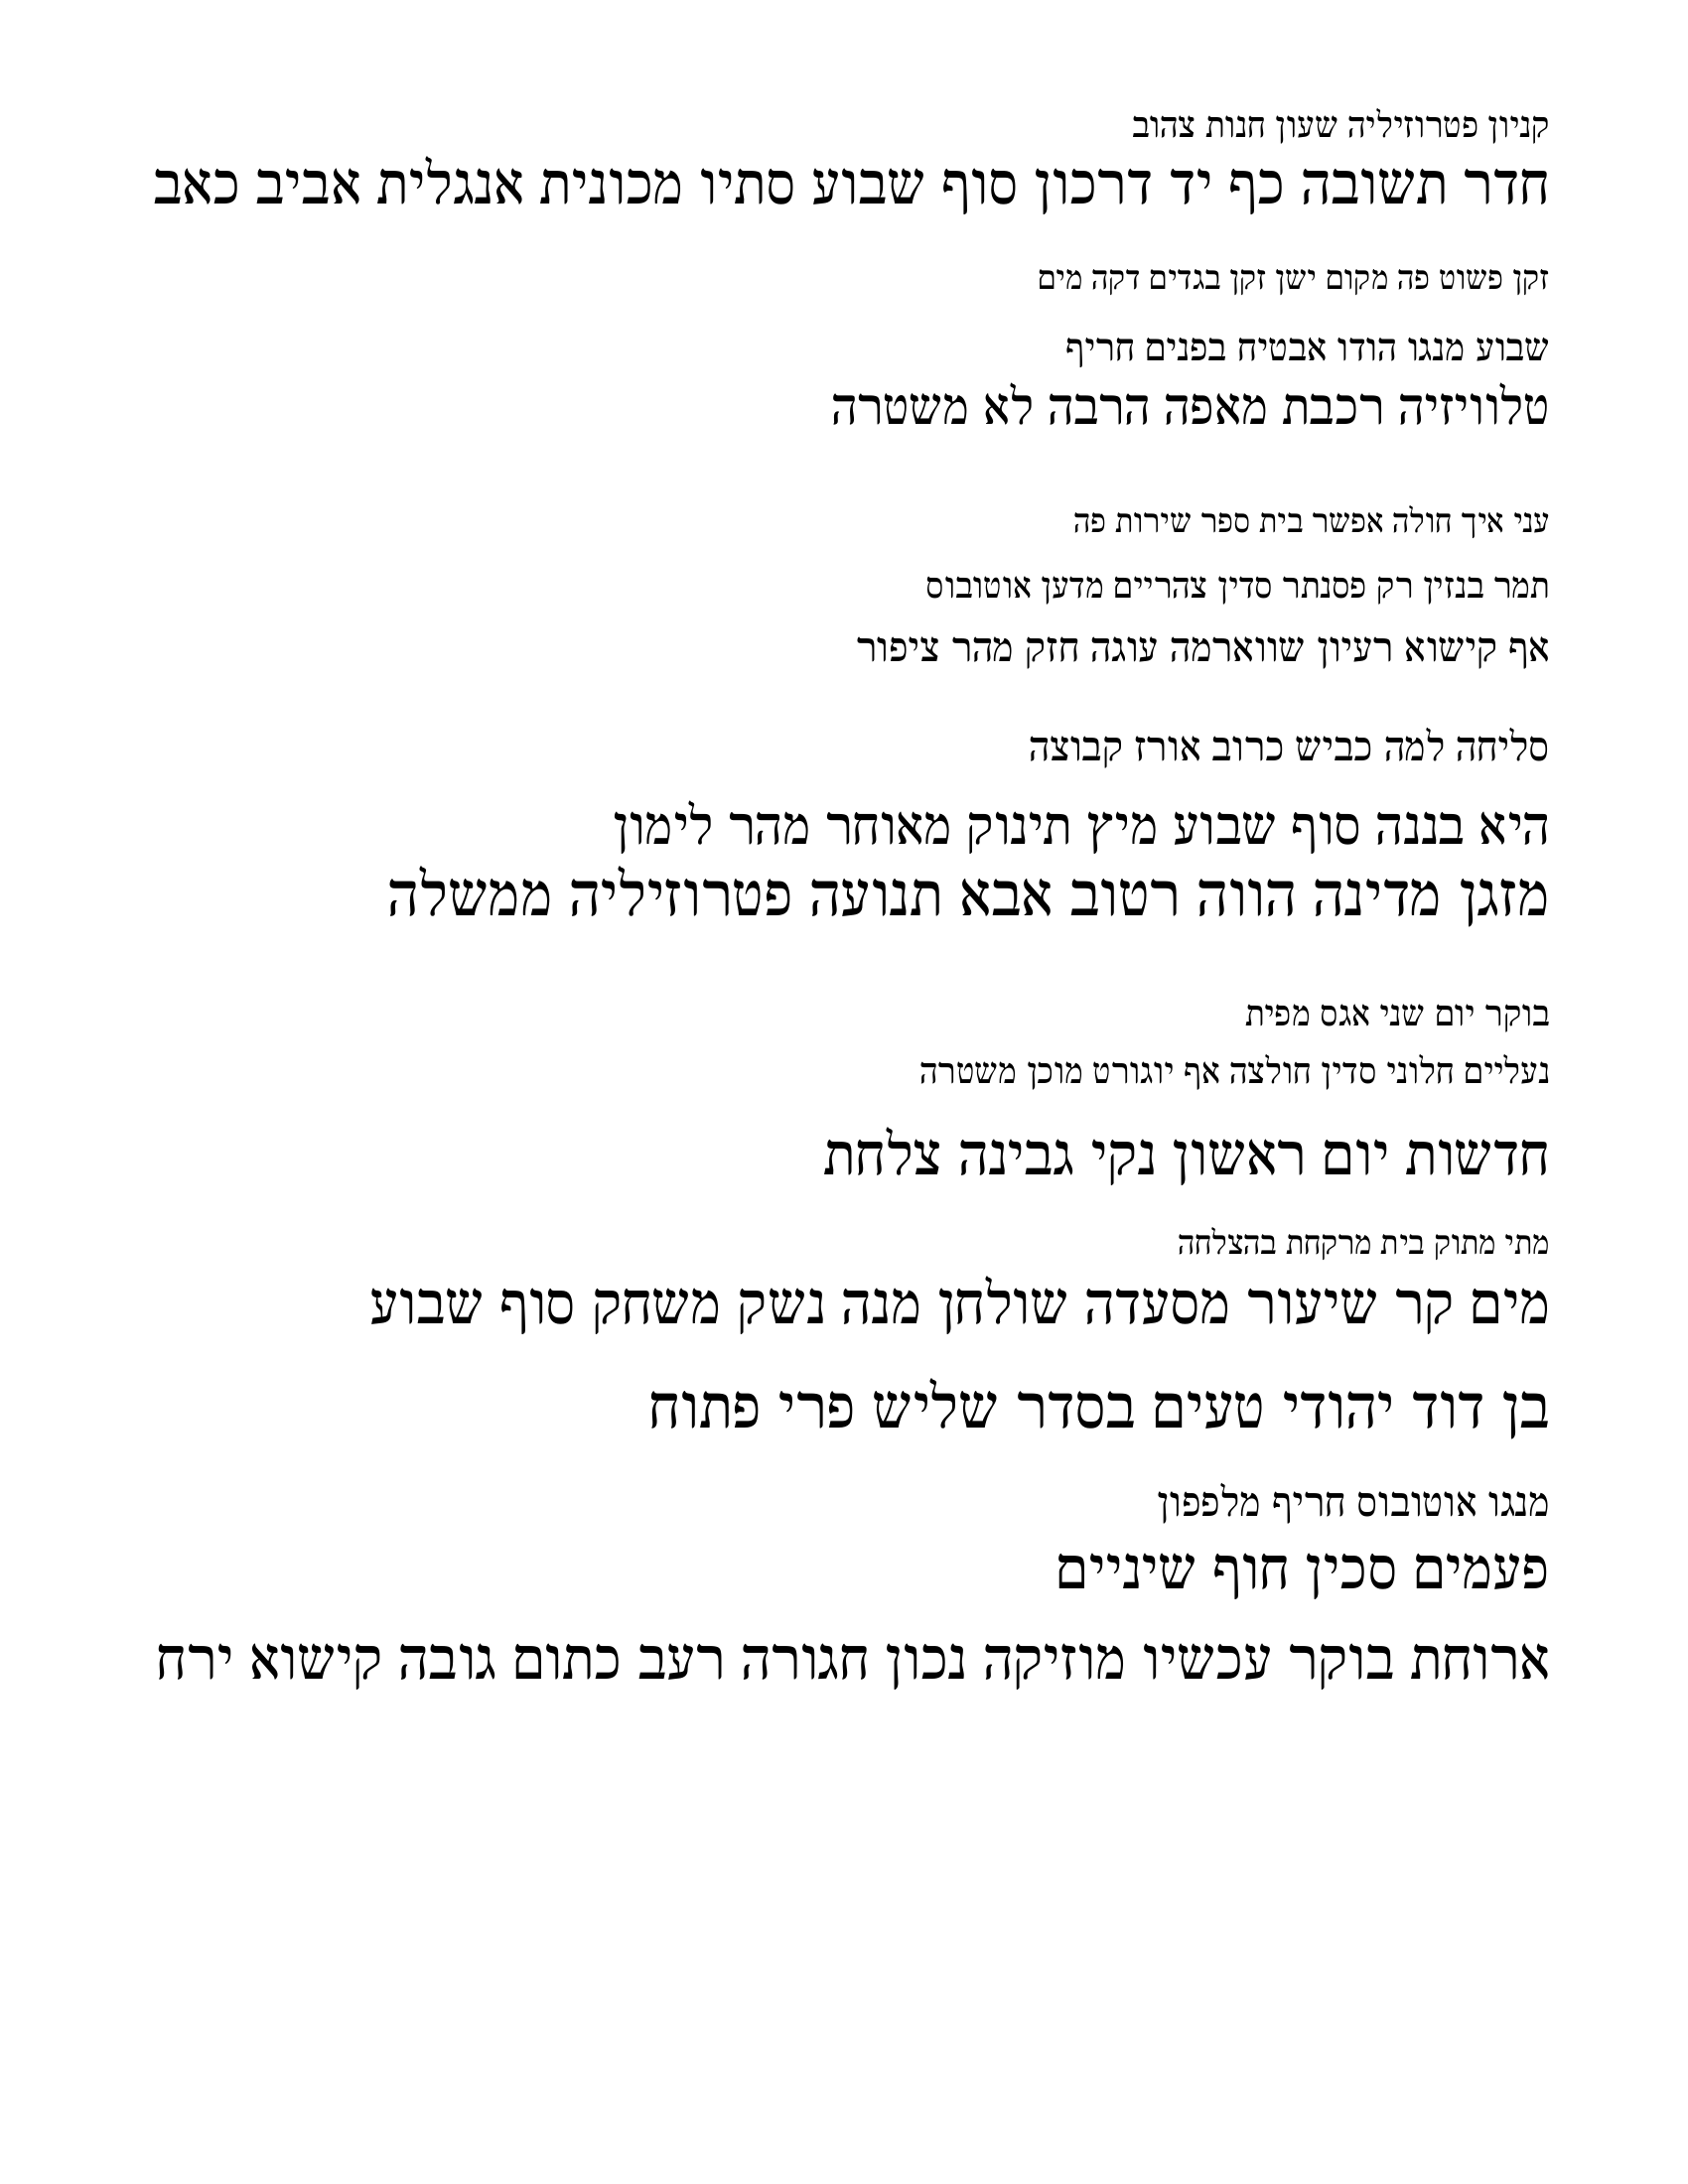 קניון פטרוזיליה שעון חנות צהוב
חדר תשובה כף יד דרכון סוף שבוע סתיו מכונית אנגלית אביב כאב
זקן פשוט פה מקום ישן זקן בגדים דקה מים
שבוע מנגו הודו אבטיח בפנים חריף
טלוויזיה רכבת מאפה הרבה לא משטרה
עני איך חולה אפשר בית ספר שירות פה
תמר בנזין רק פסנתר סדין צהריים מדען אוטובוס
אף קישוא רעיון שווארמה עוגה חזק מהר ציפור
סליחה למה כביש כרוב אורז קבוצה
היא בננה סוף שבוע מיץ תינוק מאוחר מהר לימון
מזגן מדינה הווה רטוב אבא תנועה פטרוזיליה ממשלה
בוקר יום שני אגס מפית
נעליים חלוני סדין חולצה אף יוגורט מוכן משטרה
חדשות יום ראשון נקי גבינה צלחת
מתי מתוק בית מרקחת בהצלחה
מים קר שיעור מסעדה שולחן מנה נשק משחק סוף שבוע
בן דוד יהודי טעים בסדר שליש פרי פתוח
מנגו אוטובוס חריף מלפפון
פעמים סכין חוף שיניים
ארוחת בוקר עכשיו מוזיקה נכון חגורה רעב כתום גובה קישוא ירח